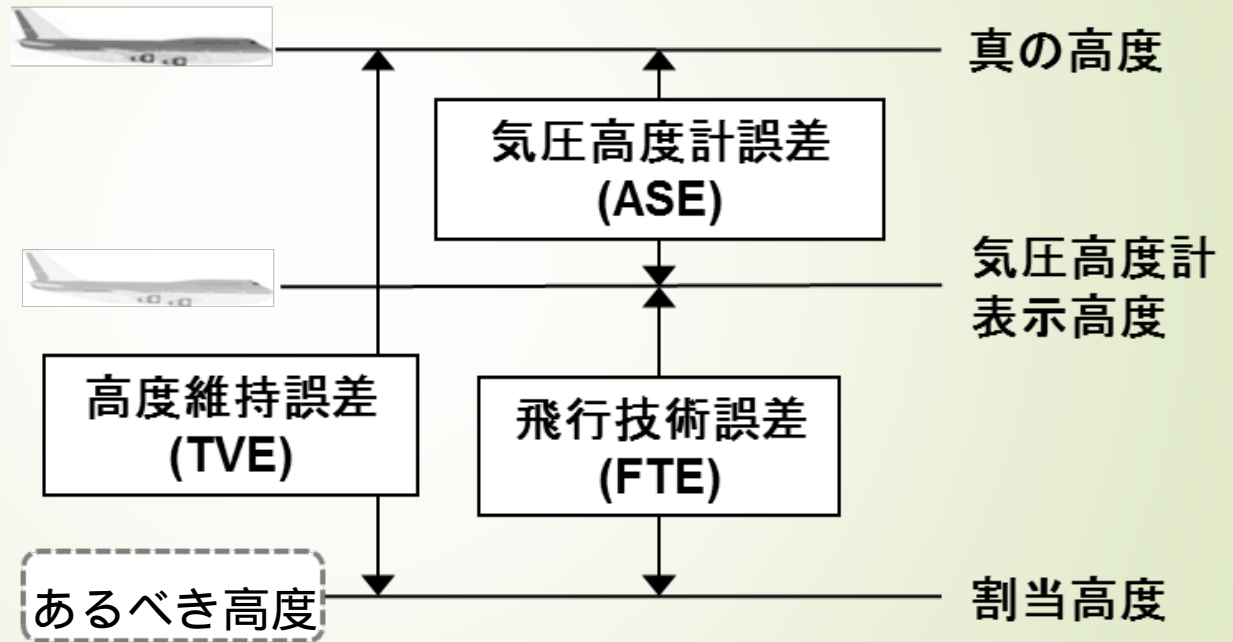 真の高度
気圧高度計誤差
(ASE)
気圧高度計
表示高度
高度維持誤差
(TVE)
飛行技術誤差
(FTE)
あるべき高度
割当高度